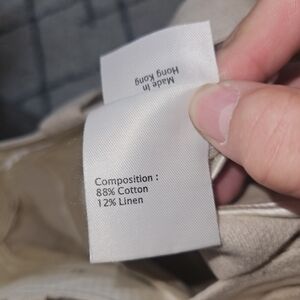 Made in
Hong Kong
Composition :
88% Cotton
12% Linen